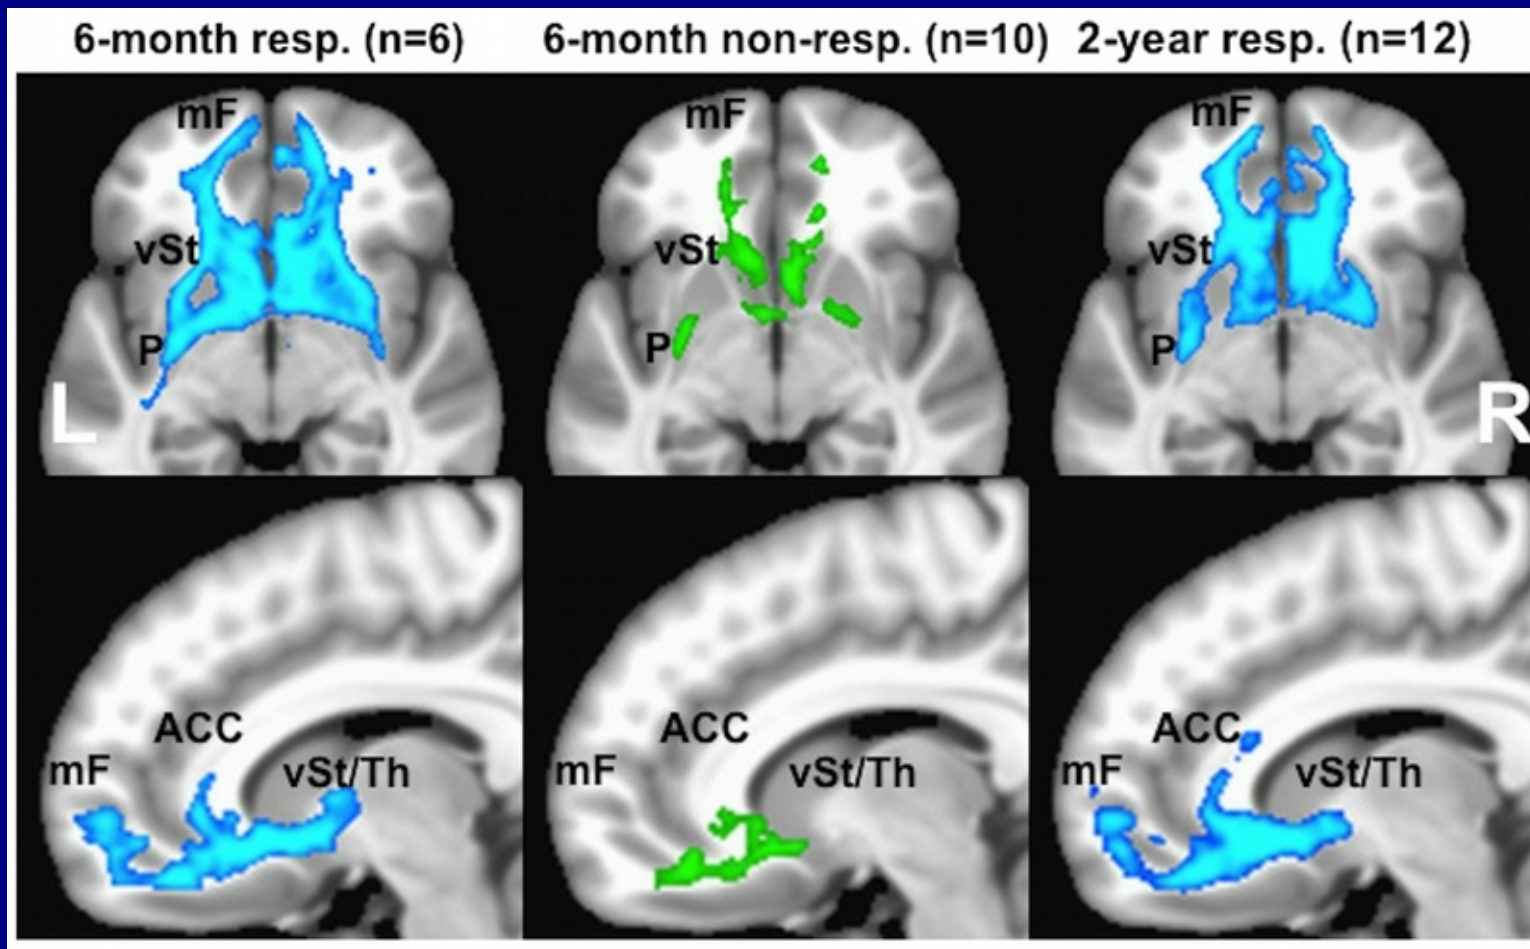 6-month resp. (n=6) 6-month non-resp. (n=10) 2-year resp. (n=12)
mF mF mF
vSt vSt vSt
P P P
L R
ACC ACC ACC
mF vSt/Th mF vSt/Th mF vSt/Th